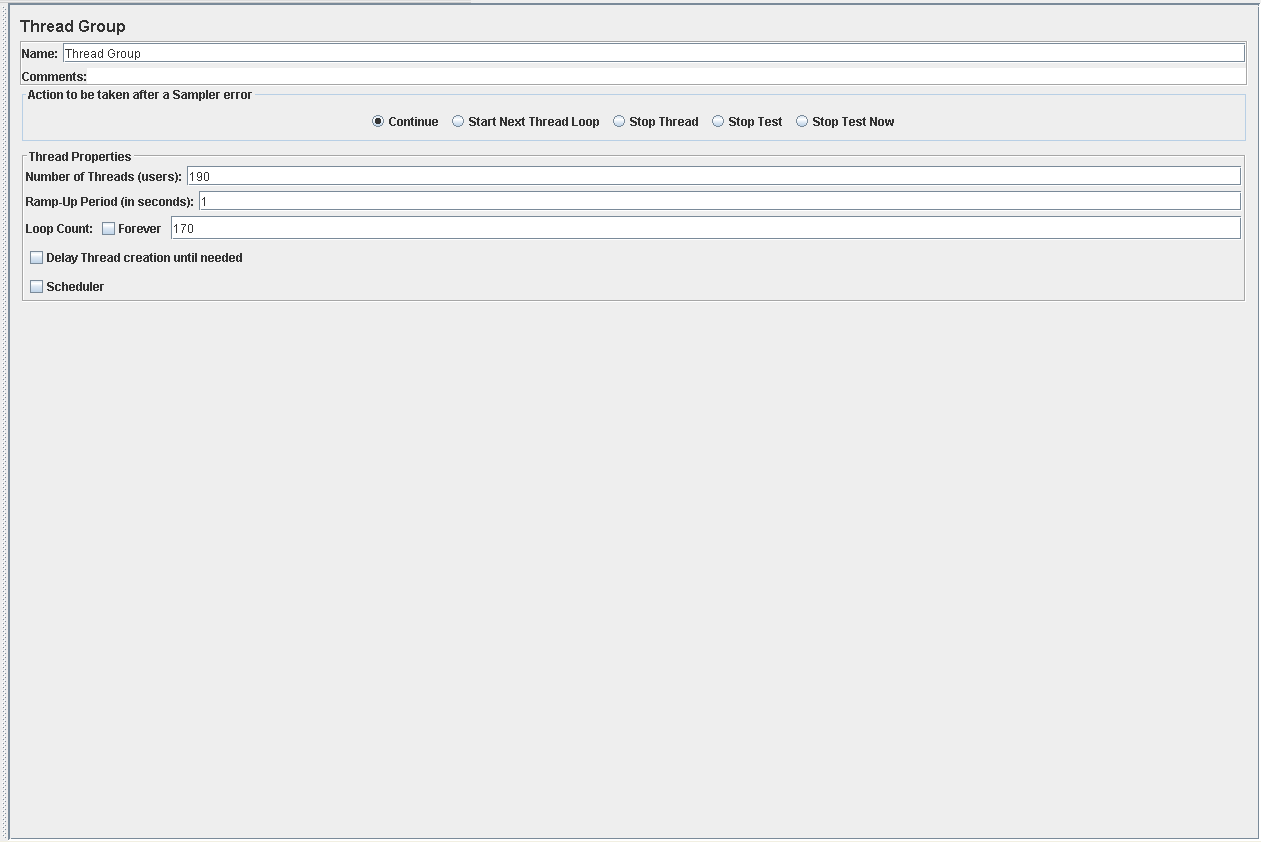 Thread Group
Name: Thread Group
Comments:
Action to be taken after a Sampler error
Continue Start Next Thread Loop Stop Thread Stop Test Stop Test Now
Thread Properties
Number of Threads (users): 190
Ramp-Up Period (in seconds): 1
Loop Count: Forever 170
Delay Thread creation until needed
Scheduler